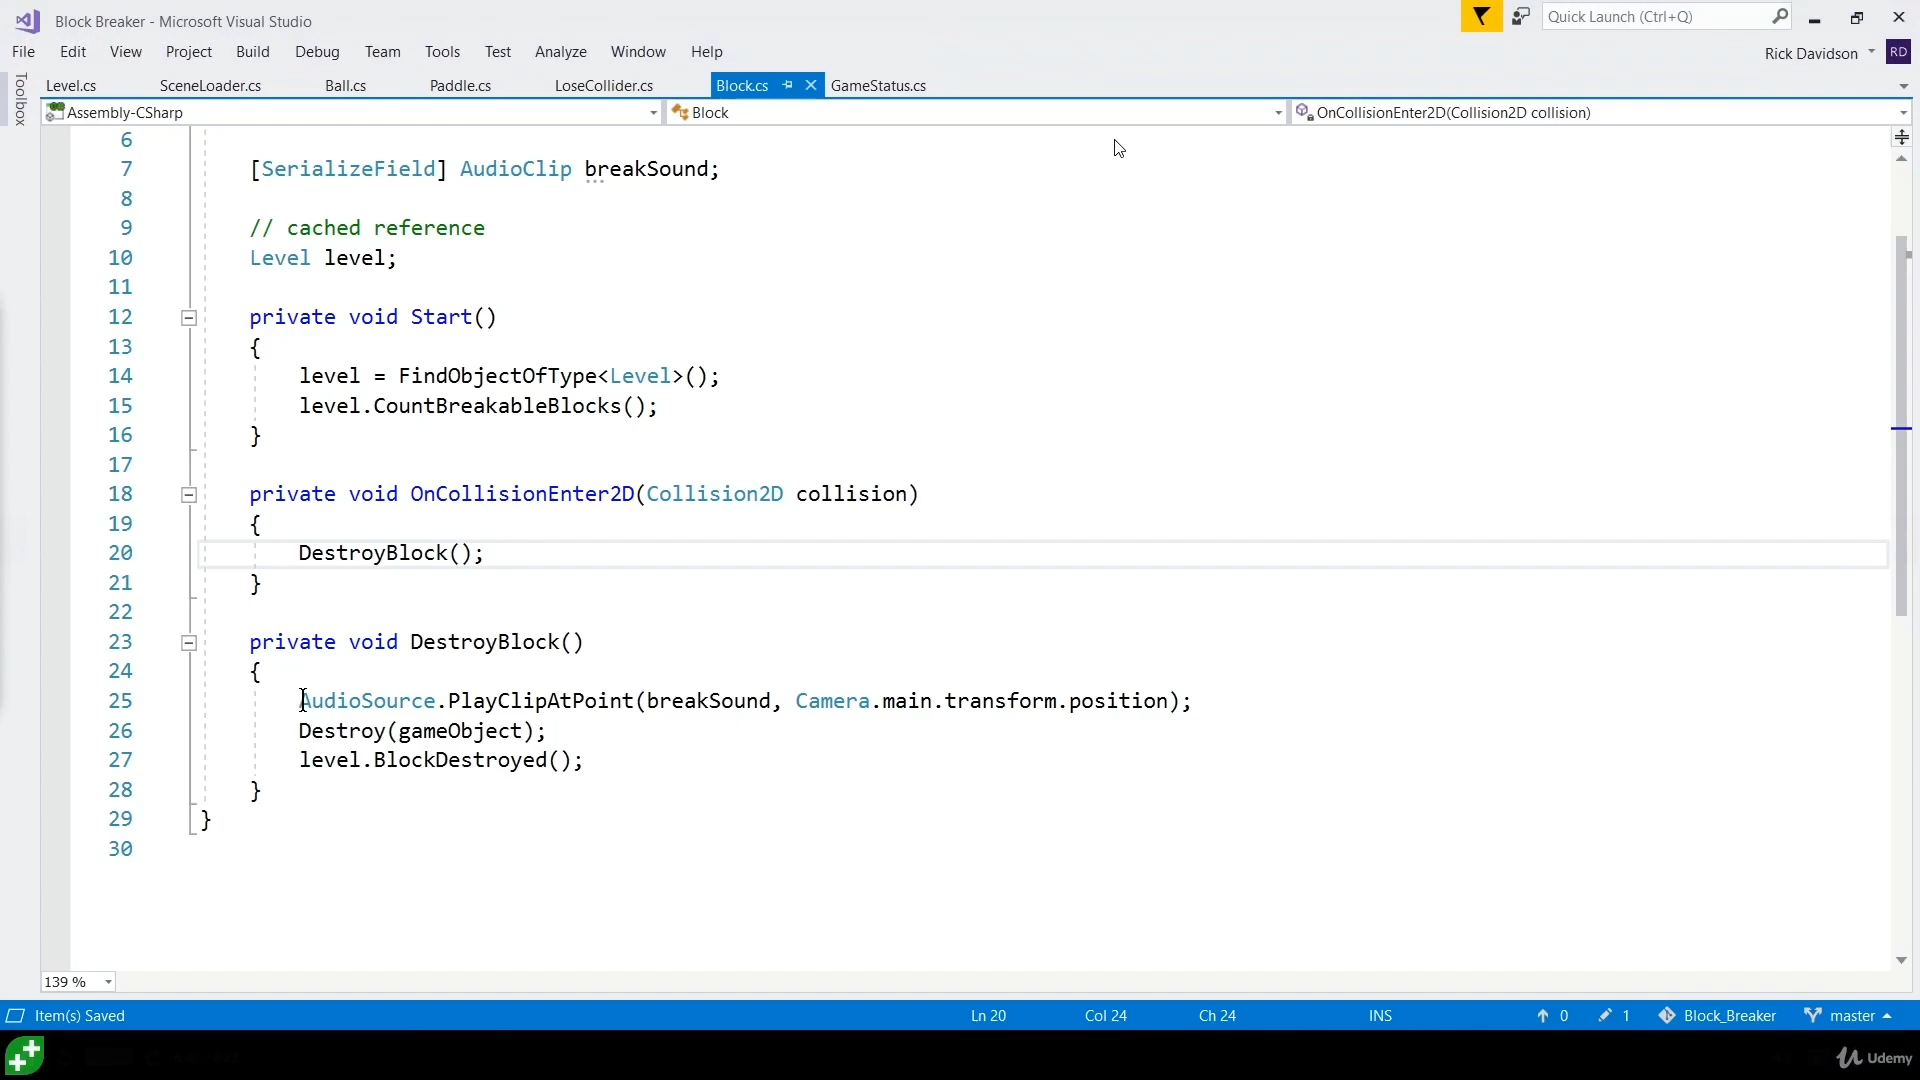 Block Breaker - Microsoft Visual Studio
Quick Launch (Ctrl+Q)
File Edit View Project Build Debug Team Tools Test Analyze Window Help
Rick Davidson RD
Toolbox
Level.cs SceneLoader.cs Ball.cs Paddle.cs LoseCollider.cs Block.cs GameStatus.cs
Assembly-CSharp Block OnCollisionEnter2D(Collision2D collision)
6
7 [SerializeField] AudioClip breakSound;
8
9 // cached reference
10 Level level;
11
12 private void Start()
13 {
14 level = FindObjectOfType<Level>();
15 level.CountBreakableBlocks();
16 }
17
18 private void OnCollisionEnter2D(Collision2D collision)
19 {
20 DestroyBlock();
21 }
22
23 private void DestroyBlock()
24 {
25 AudioSource.PlayClipAtPoint(breakSound, Camera.main.transform.position);
26 Destroy(gameObject);
27 level.BlockDestroyed();
28 }
29 }
30
139 %
Item(s) Saved Ln 20 Col 24 Ch 24 INS 0 1 Block_Breaker master
Udemy